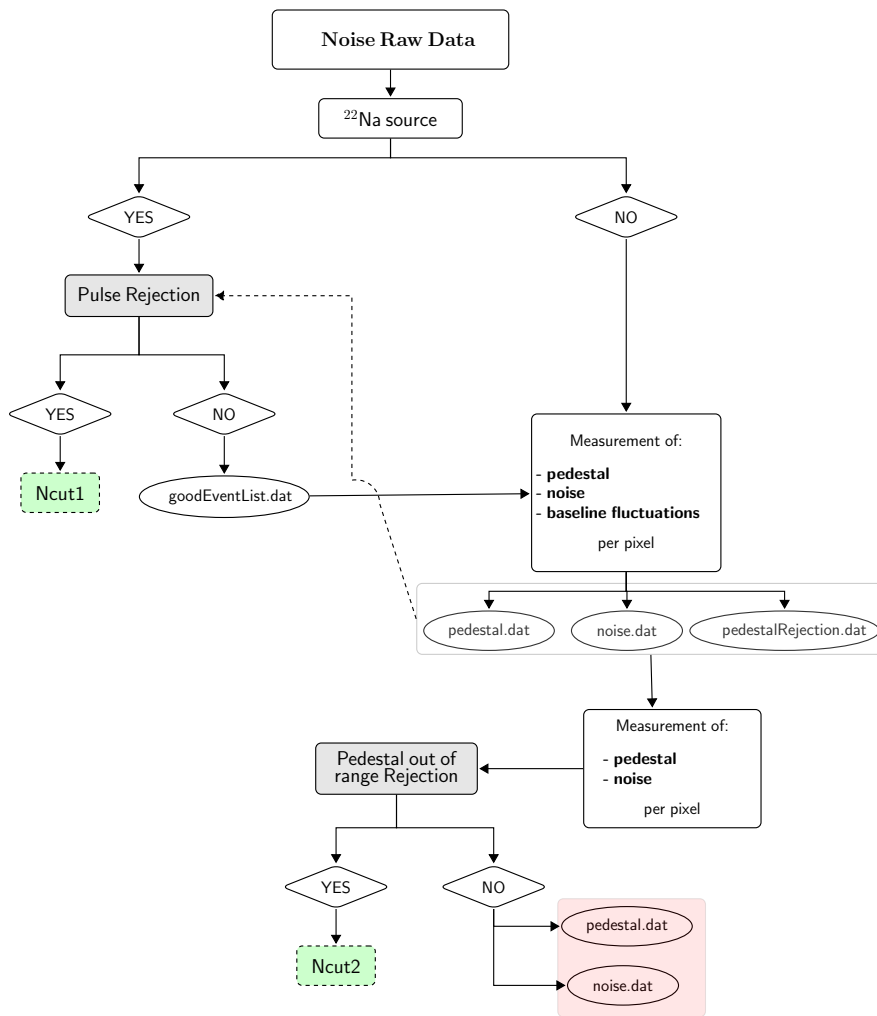 Noise Raw Data
²²Na source
YES
NO
Pulse Rejection
YES
NO
Ncut1
goodEventList.dat
Measurement of:
- pedestal
- noise
- baseline fluctuations
per pixel
pedestal.dat
noise.dat
pedestalRejection.dat
Measurement of:
- pedestal
- noise
per pixel
Pedestal out of
range Rejection
YES
NO
Ncut2
pedestal.dat
noise.dat